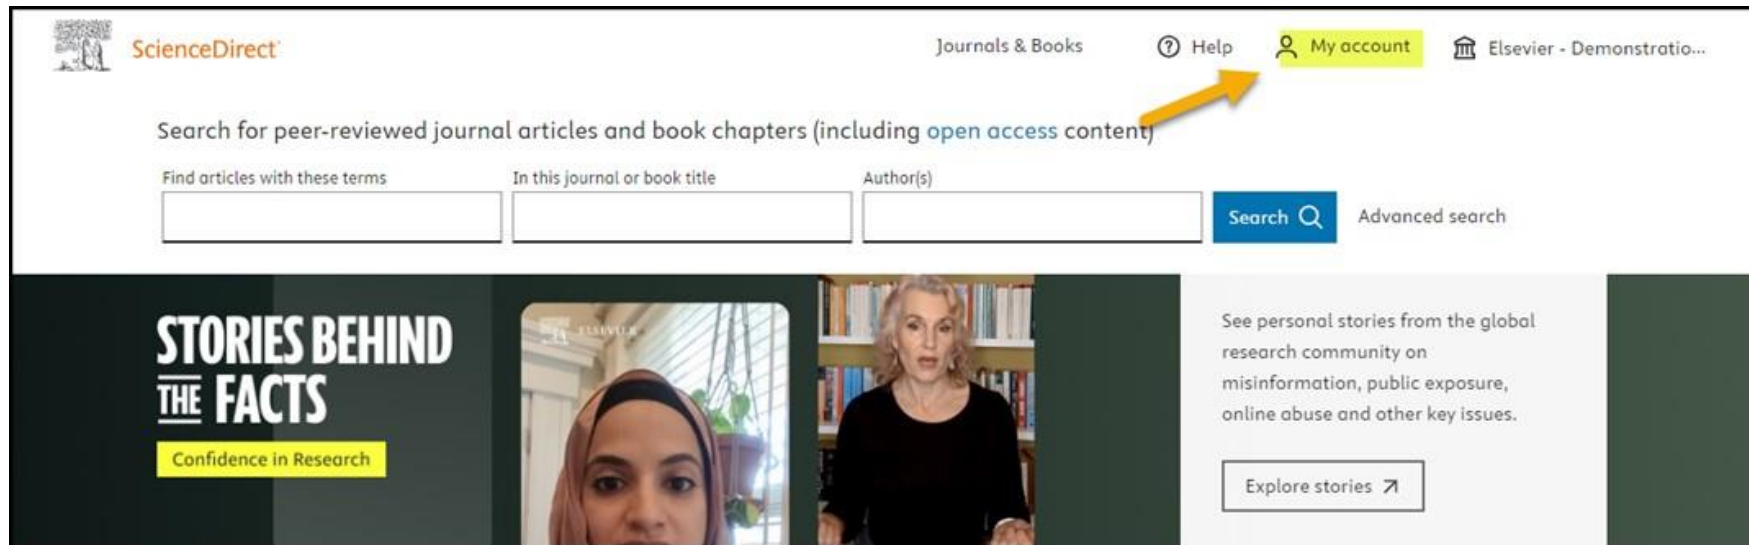 ScienceDirect
Journals & Books
Help
My account
Elsevier - Demonstratio...
Search for peer-reviewed journal articles and book chapters (including open access content)
Find articles with these terms
In this journal or book title
Author(s)
Search
Advanced search
STORIES BEHIND
THE FACTS
Confidence in Research
ELSEVIER
See personal stories from the global
research community on
misinformation, public exposure,
online abuse and other key issues.
Explore stories